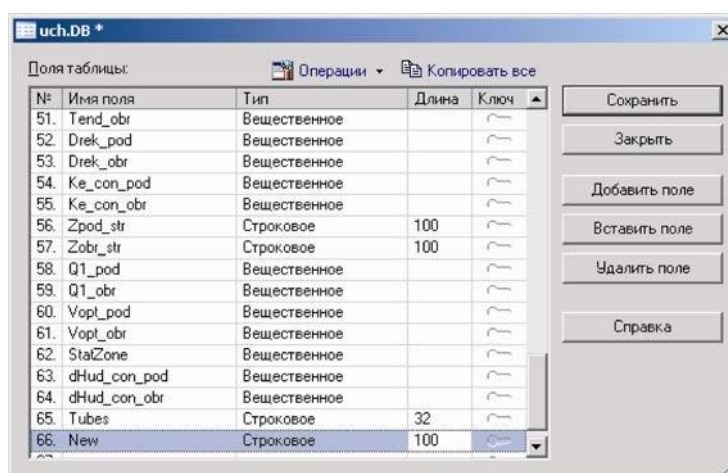 uch.DB *
Поля таблицы: Операции Копировать все
№ Имя поля Тип Длина Ключ
51. Tend_obr Вещественное
52. Drek_pod Вещественное
53. Drek_obr Вещественное
54. Ke_con_pod Вещественное
55. Ke_con_obr Вещественное
56. Zpod_str Строковое 100
57. Zobr_str Строковое 100
58. Q1_pod Вещественное
59. Q1_obr Вещественное
60. Vopt_pod Вещественное
61. Vopt_obr Вещественное
62. StatZone Вещественное
63. dHud_con_pod Вещественное
64. dHud_con_obr Вещественное
65. Tubes Строковое 32
66. New Строковое 100
Сохранить
Закрыть
Добавить поле
Вставить поле
Удалить поле
Справка